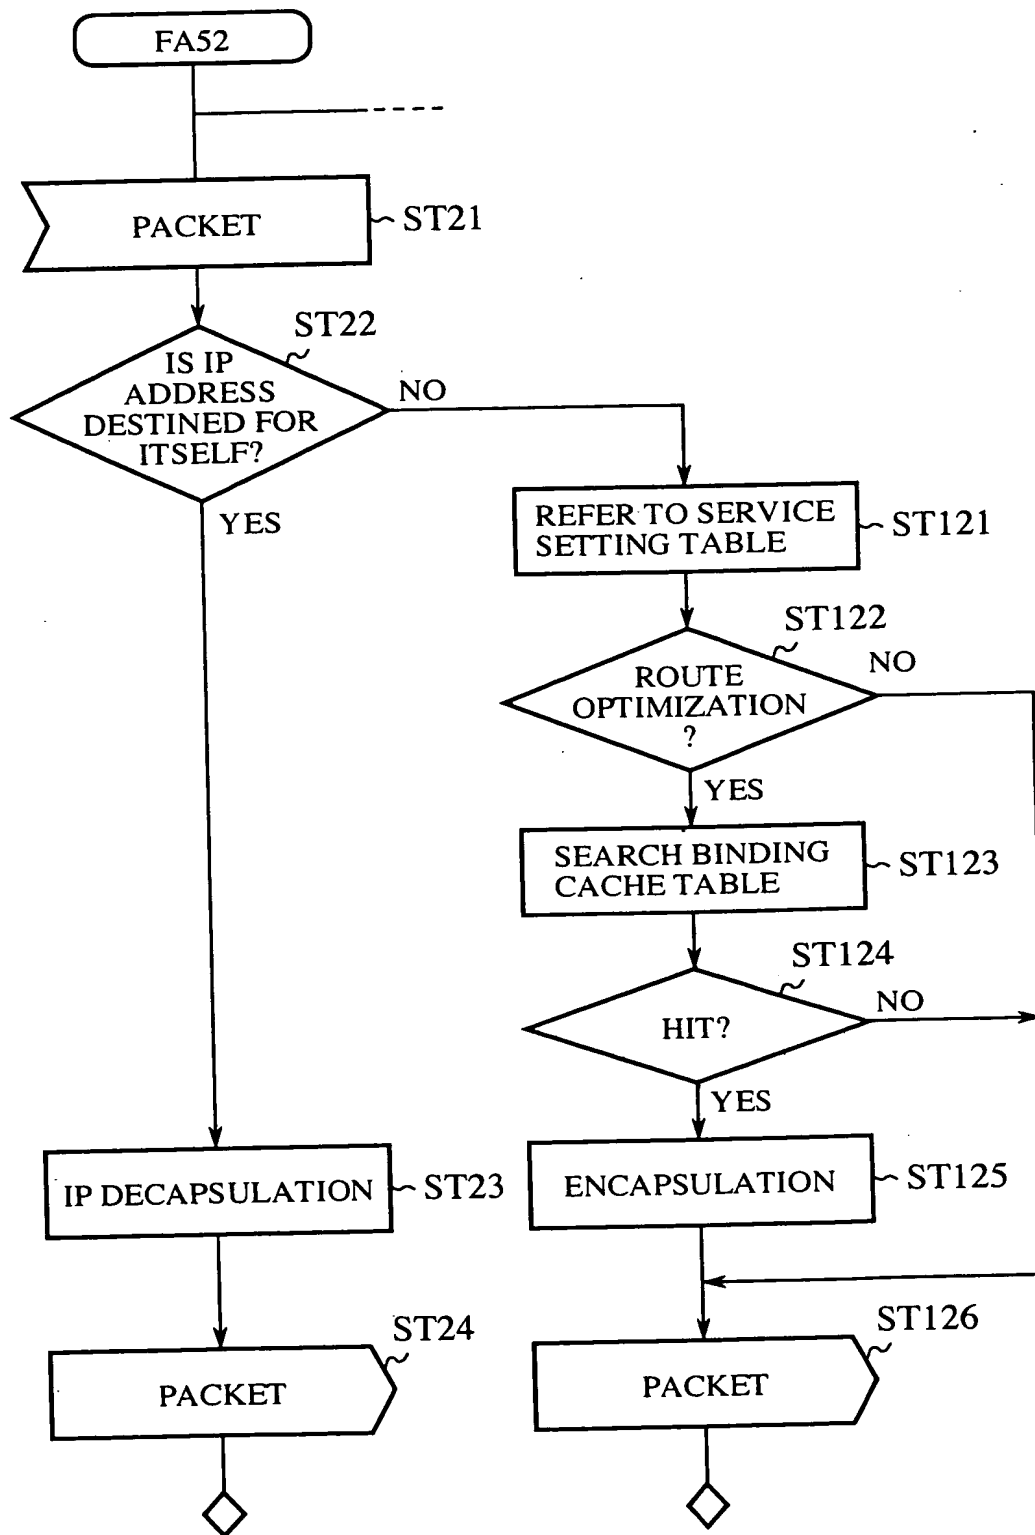 FA52
PACKET
ST21
ST22
IS IP
ADDRESS
DESTINED FOR
ITSELF?
NO
YES
REFER TO SERVICE
SETTING TABLE
ST121
ST122
ROUTE
OPTIMIZATION
?
NO
YES
SEARCH BINDING
CACHE TABLE
ST123
ST124
HIT?
NO
YES
IP DECAPSULATION
ST23
ENCAPSULATION
ST125
ST24
PACKET
ST126
PACKET